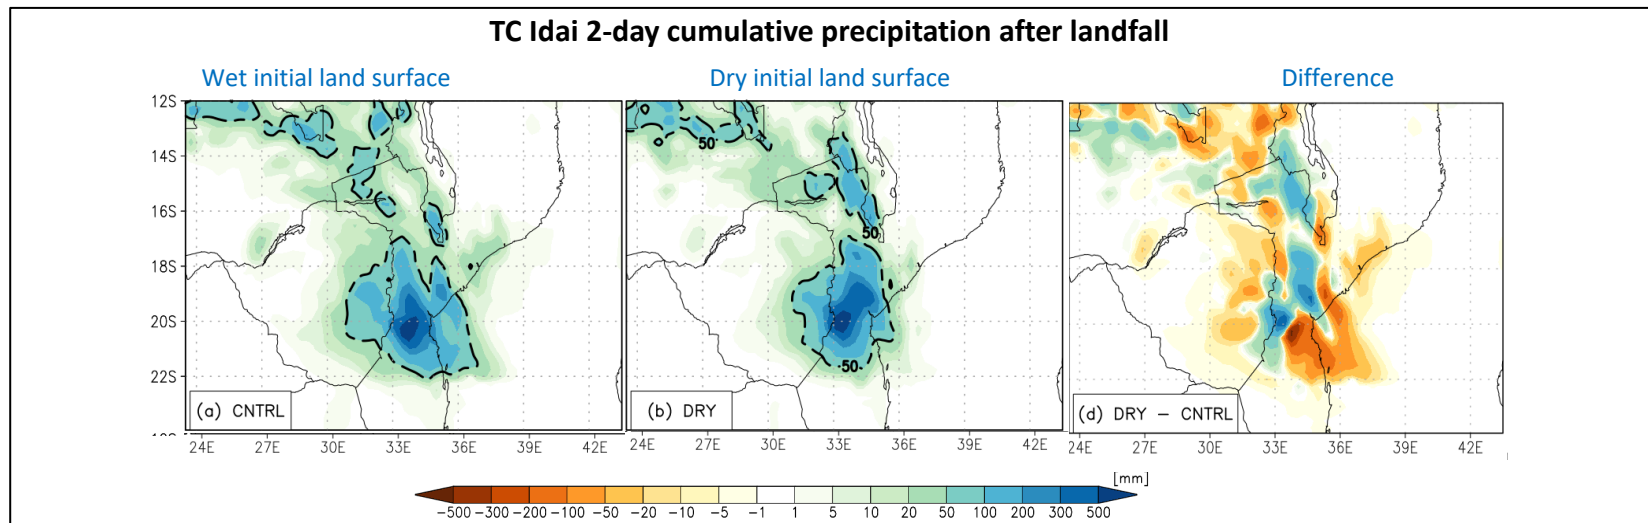 TC Idai 2-day cumulative precipitation after landfall
Wet initial land surface
Dry initial land surface
Difference
12S
14S
16S
18S
20S
22S
(a) CNTRL
24E 27E 30E 33E 36E 39E 42E
50
50
50
(b) DRY
24E 27E 30E 33E 36E 39E 42E
(d) DRY − CNTRL
24E 27E 30E 33E 36E 39E 42E
[mm]
−500 −300 −200 −100 −50 −20 −10 −5 −1 1 5 10 20 50 100 200 300 500